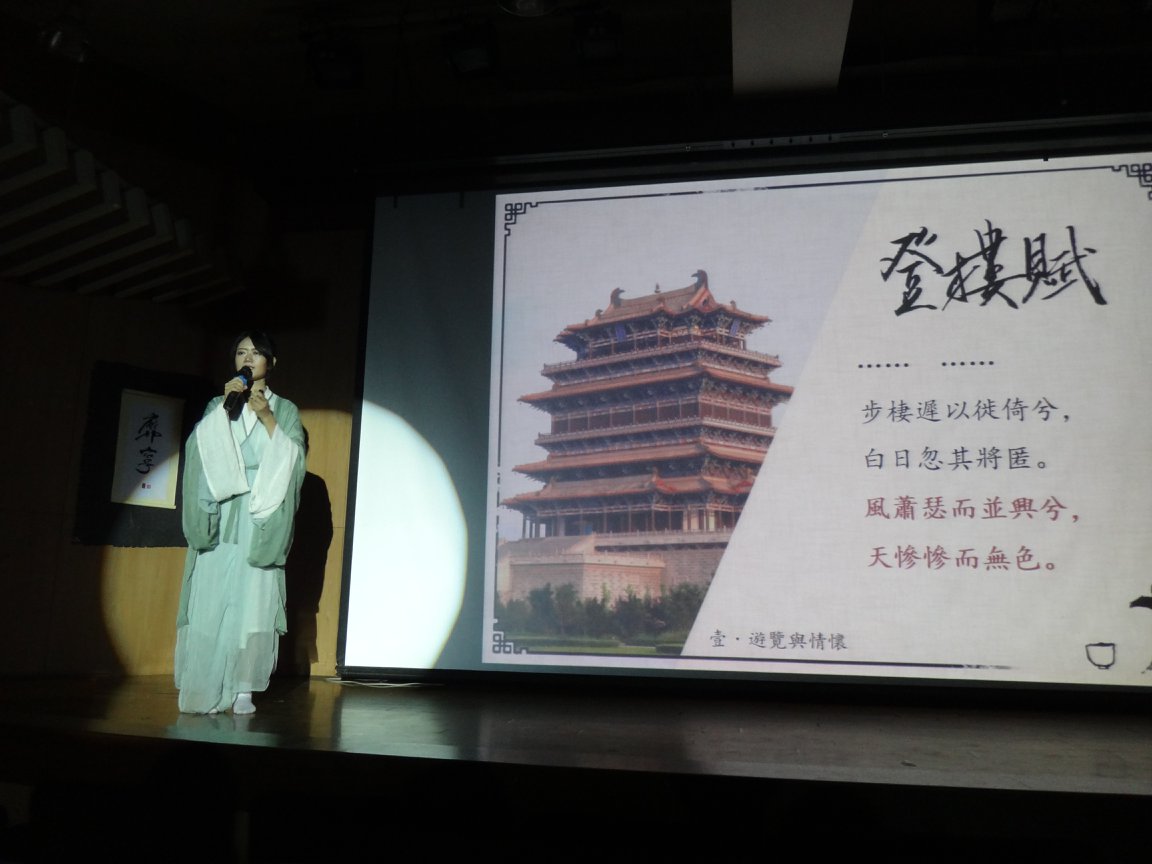 登樓賦
…… ……
步棲遲以徙倚兮，
白日忽其將匿。
風蕭瑟而並興兮，
天慘慘而無色。
壹·遊覽與情懷